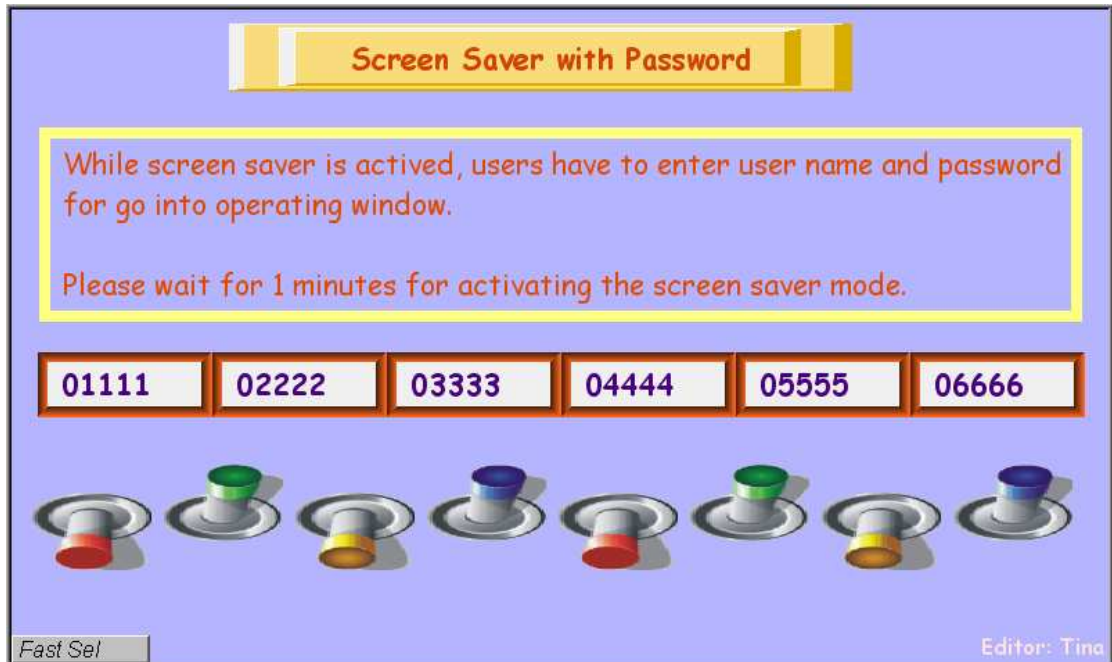 Screen Saver with Password
While screen saver is actived, users have to enter user name and password
for go into operating window.
Please wait for 1 minutes for activating the screen saver mode.
01111 02222 03333 04444 05555 06666
Fast Sel
Editor: Tina